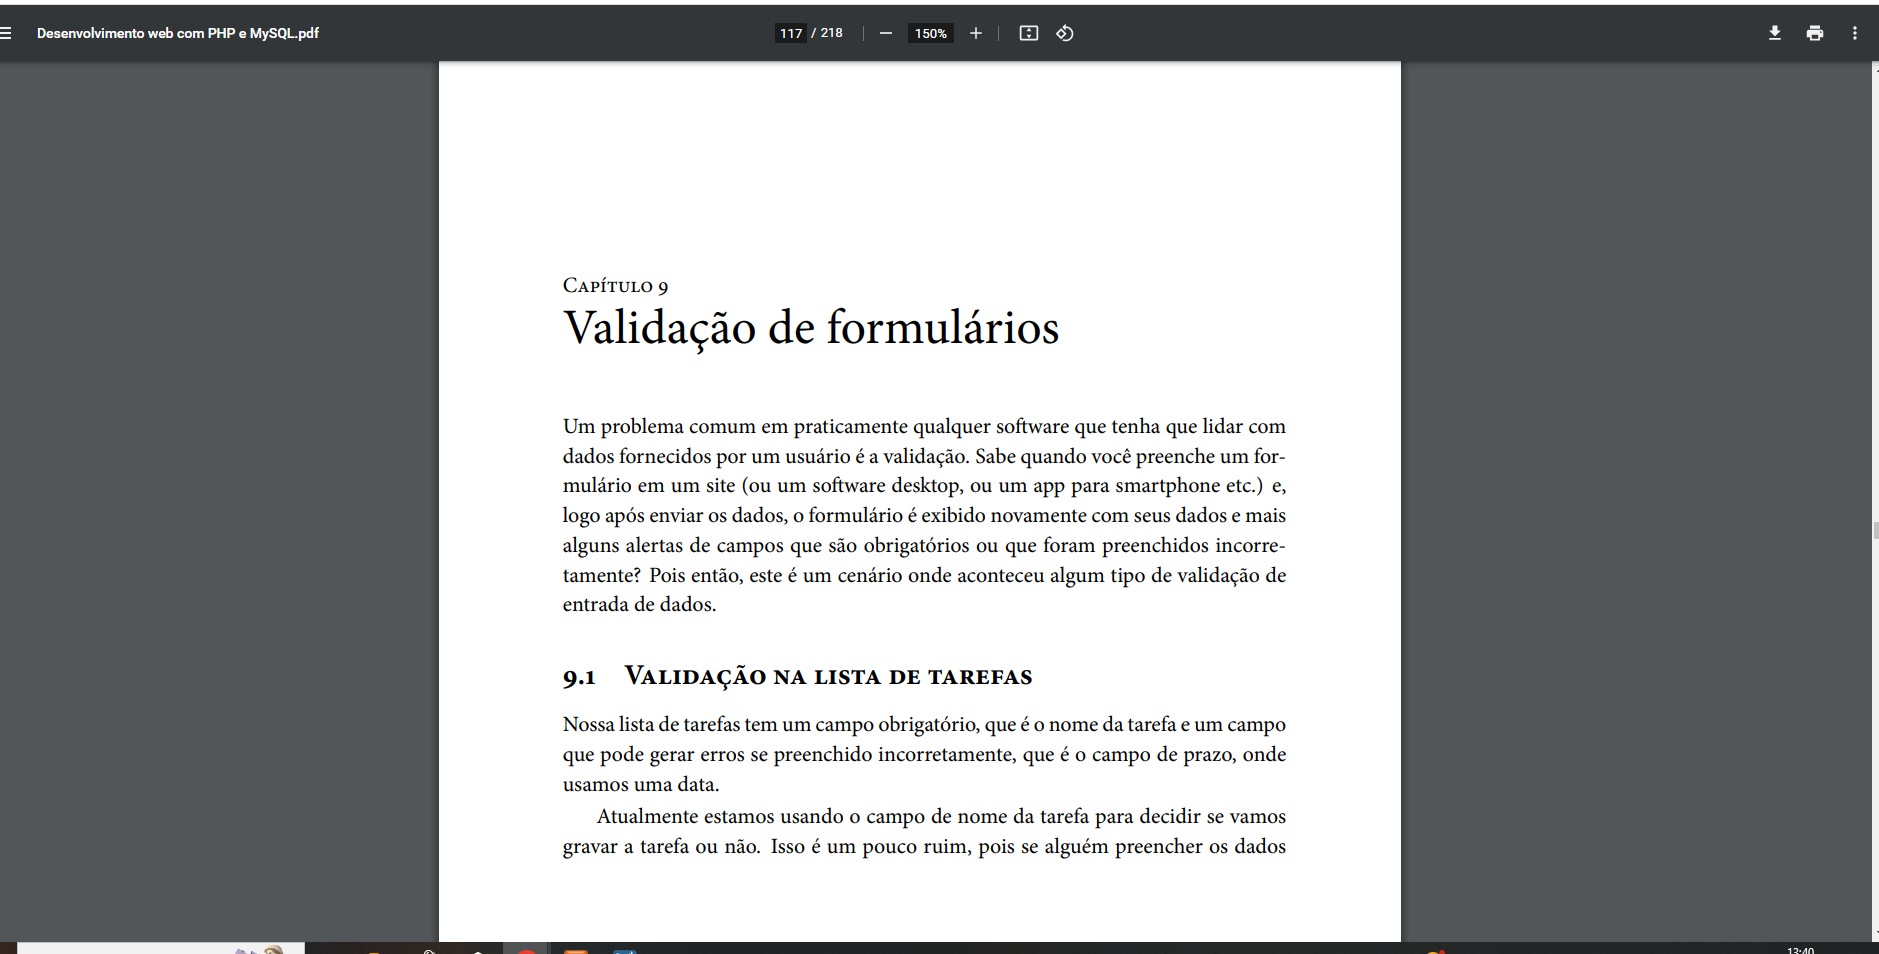 Desenvolvimento web com PHP e MySQL.pdf
117 / 218
150%
Capítulo 9
Validação de formulários
Um problema comum em praticamente qualquer software que tenha que lidar com
dados fornecidos por um usuário é a validação. Sabe quando você preenche um for-
mulário em um site (ou um software desktop, ou um app para smartphone etc.) e,
logo após enviar os dados, o formulário é exibido novamente com seus dados e mais
alguns alertas de campos que são obrigatórios ou que foram preenchidos incorre-
tamente? Pois então, este é um cenário onde aconteceu algum tipo de validação de
entrada de dados.
9.1 Validação na lista de tarefas
Nossa lista de tarefas tem um campo obrigatório, que é o nome da tarefa e um campo
que pode gerar erros se preenchido incorretamente, que é o campo de prazo, onde
usamos uma data.
Atualmente estamos usando o campo de nome da tarefa para decidir se vamos
gravar a tarefa ou não. Isso é um pouco ruim, pois se alguém preencher os dados
13:40